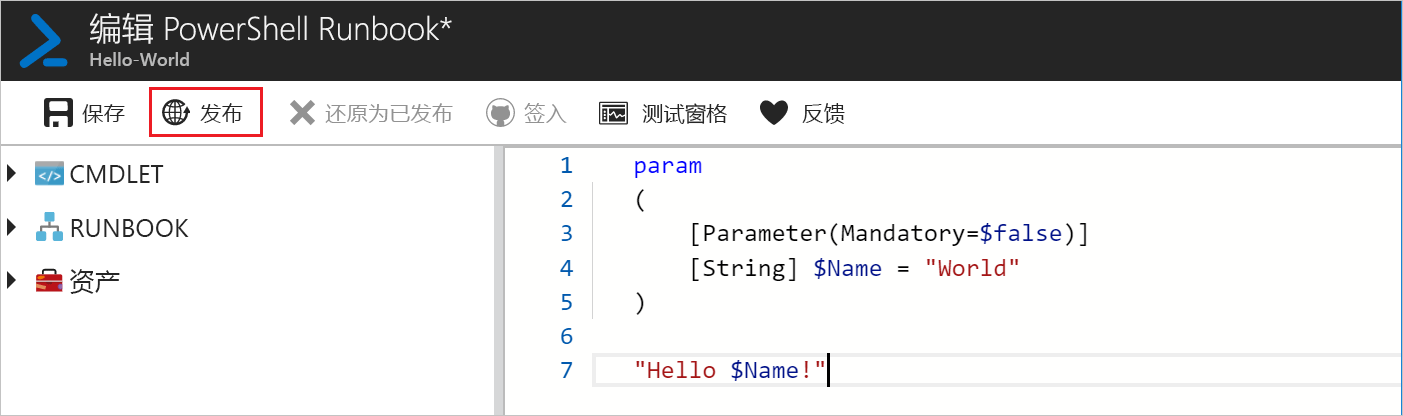 编辑 PowerShell Runbook*
Hello-World
保存 发布 还原为已发布 签入 测试窗格 反馈
CMDLET
RUNBOOK
资产
1 param
2 (
3     [Parameter(Mandatory=$false)]
4     [String] $Name = "World"
5 )
6
7 "Hello $Name!"